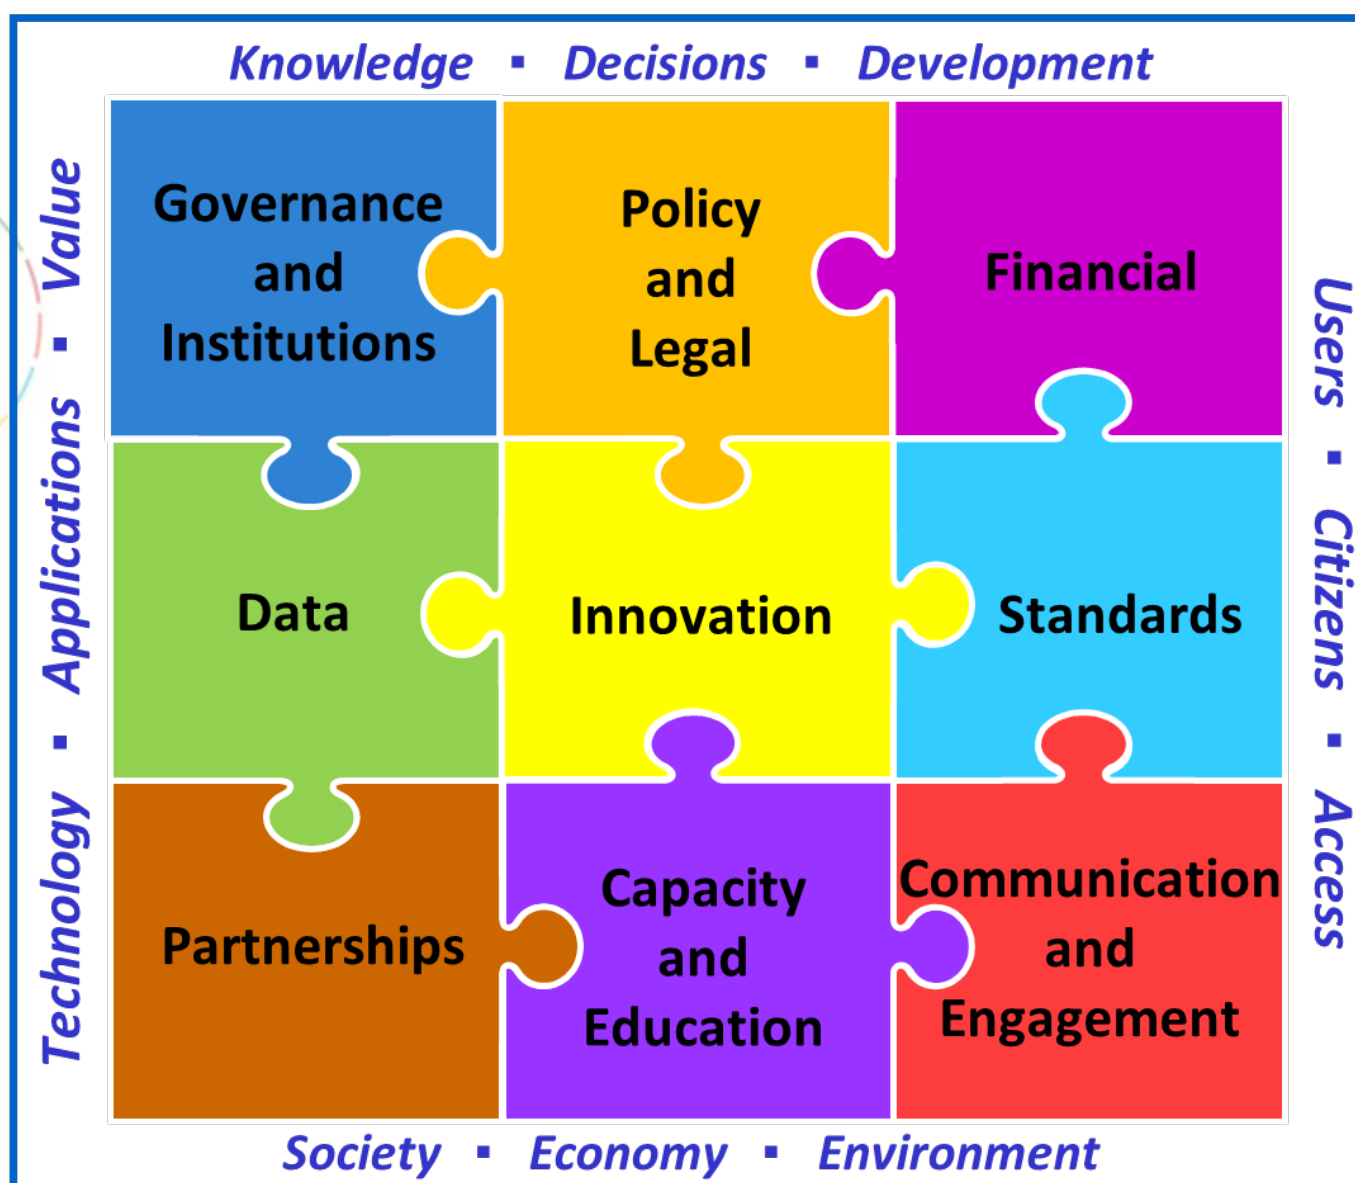 Knowledge ▪ Decisions ▪ Development
Technology ▪ Applications ▪ Value
Governance
and
Institutions
Policy
and
Legal
Financial
Data
Innovation
Standards
Partnerships
Capacity
and
Education
Communication
and
Engagement
Users ▪ Citizens ▪ Access
Society ▪ Economy ▪ Environment